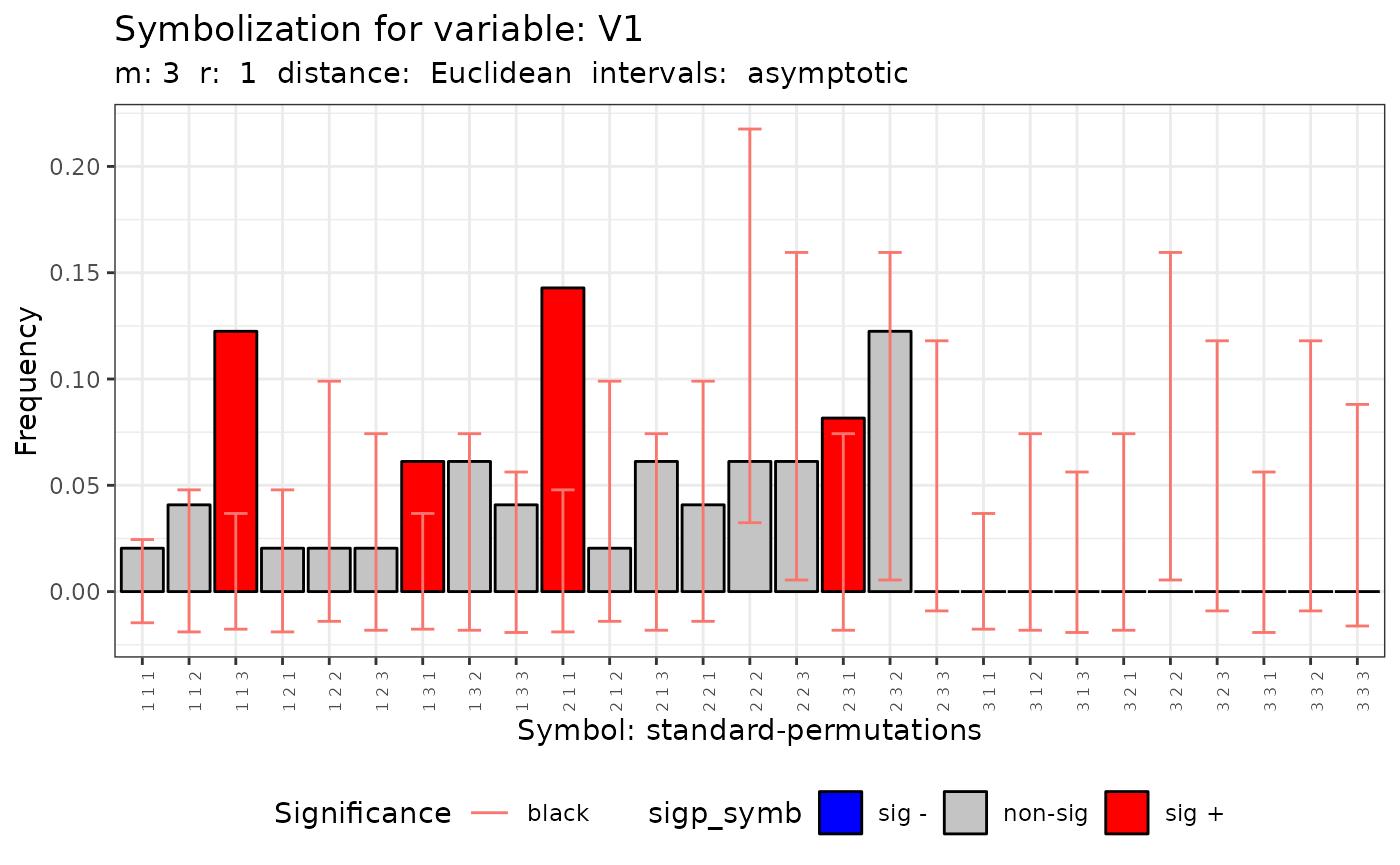 Symbolization for variable: V1
m: 3 r: 1 distance: Euclidean intervals: asymptotic
Frequency
0.20
0.15
0.10
0.05
0.00
1 1 1
1 1 2
1 1 3
1 2 1
1 2 2
1 2 3
1 3 1
1 3 2
1 3 3
2 1 1
2 1 2
2 1 3
2 2 1
2 2 2
2 2 3
2 3 1
2 3 2
2 3 3
3 1 1
3 1 2
3 1 3
3 2 1
3 2 2
3 2 3
3 3 1
3 3 2
3 3 3
Symbol: standard-permutations
Significance black sigp_symb sig - non-sig sig +